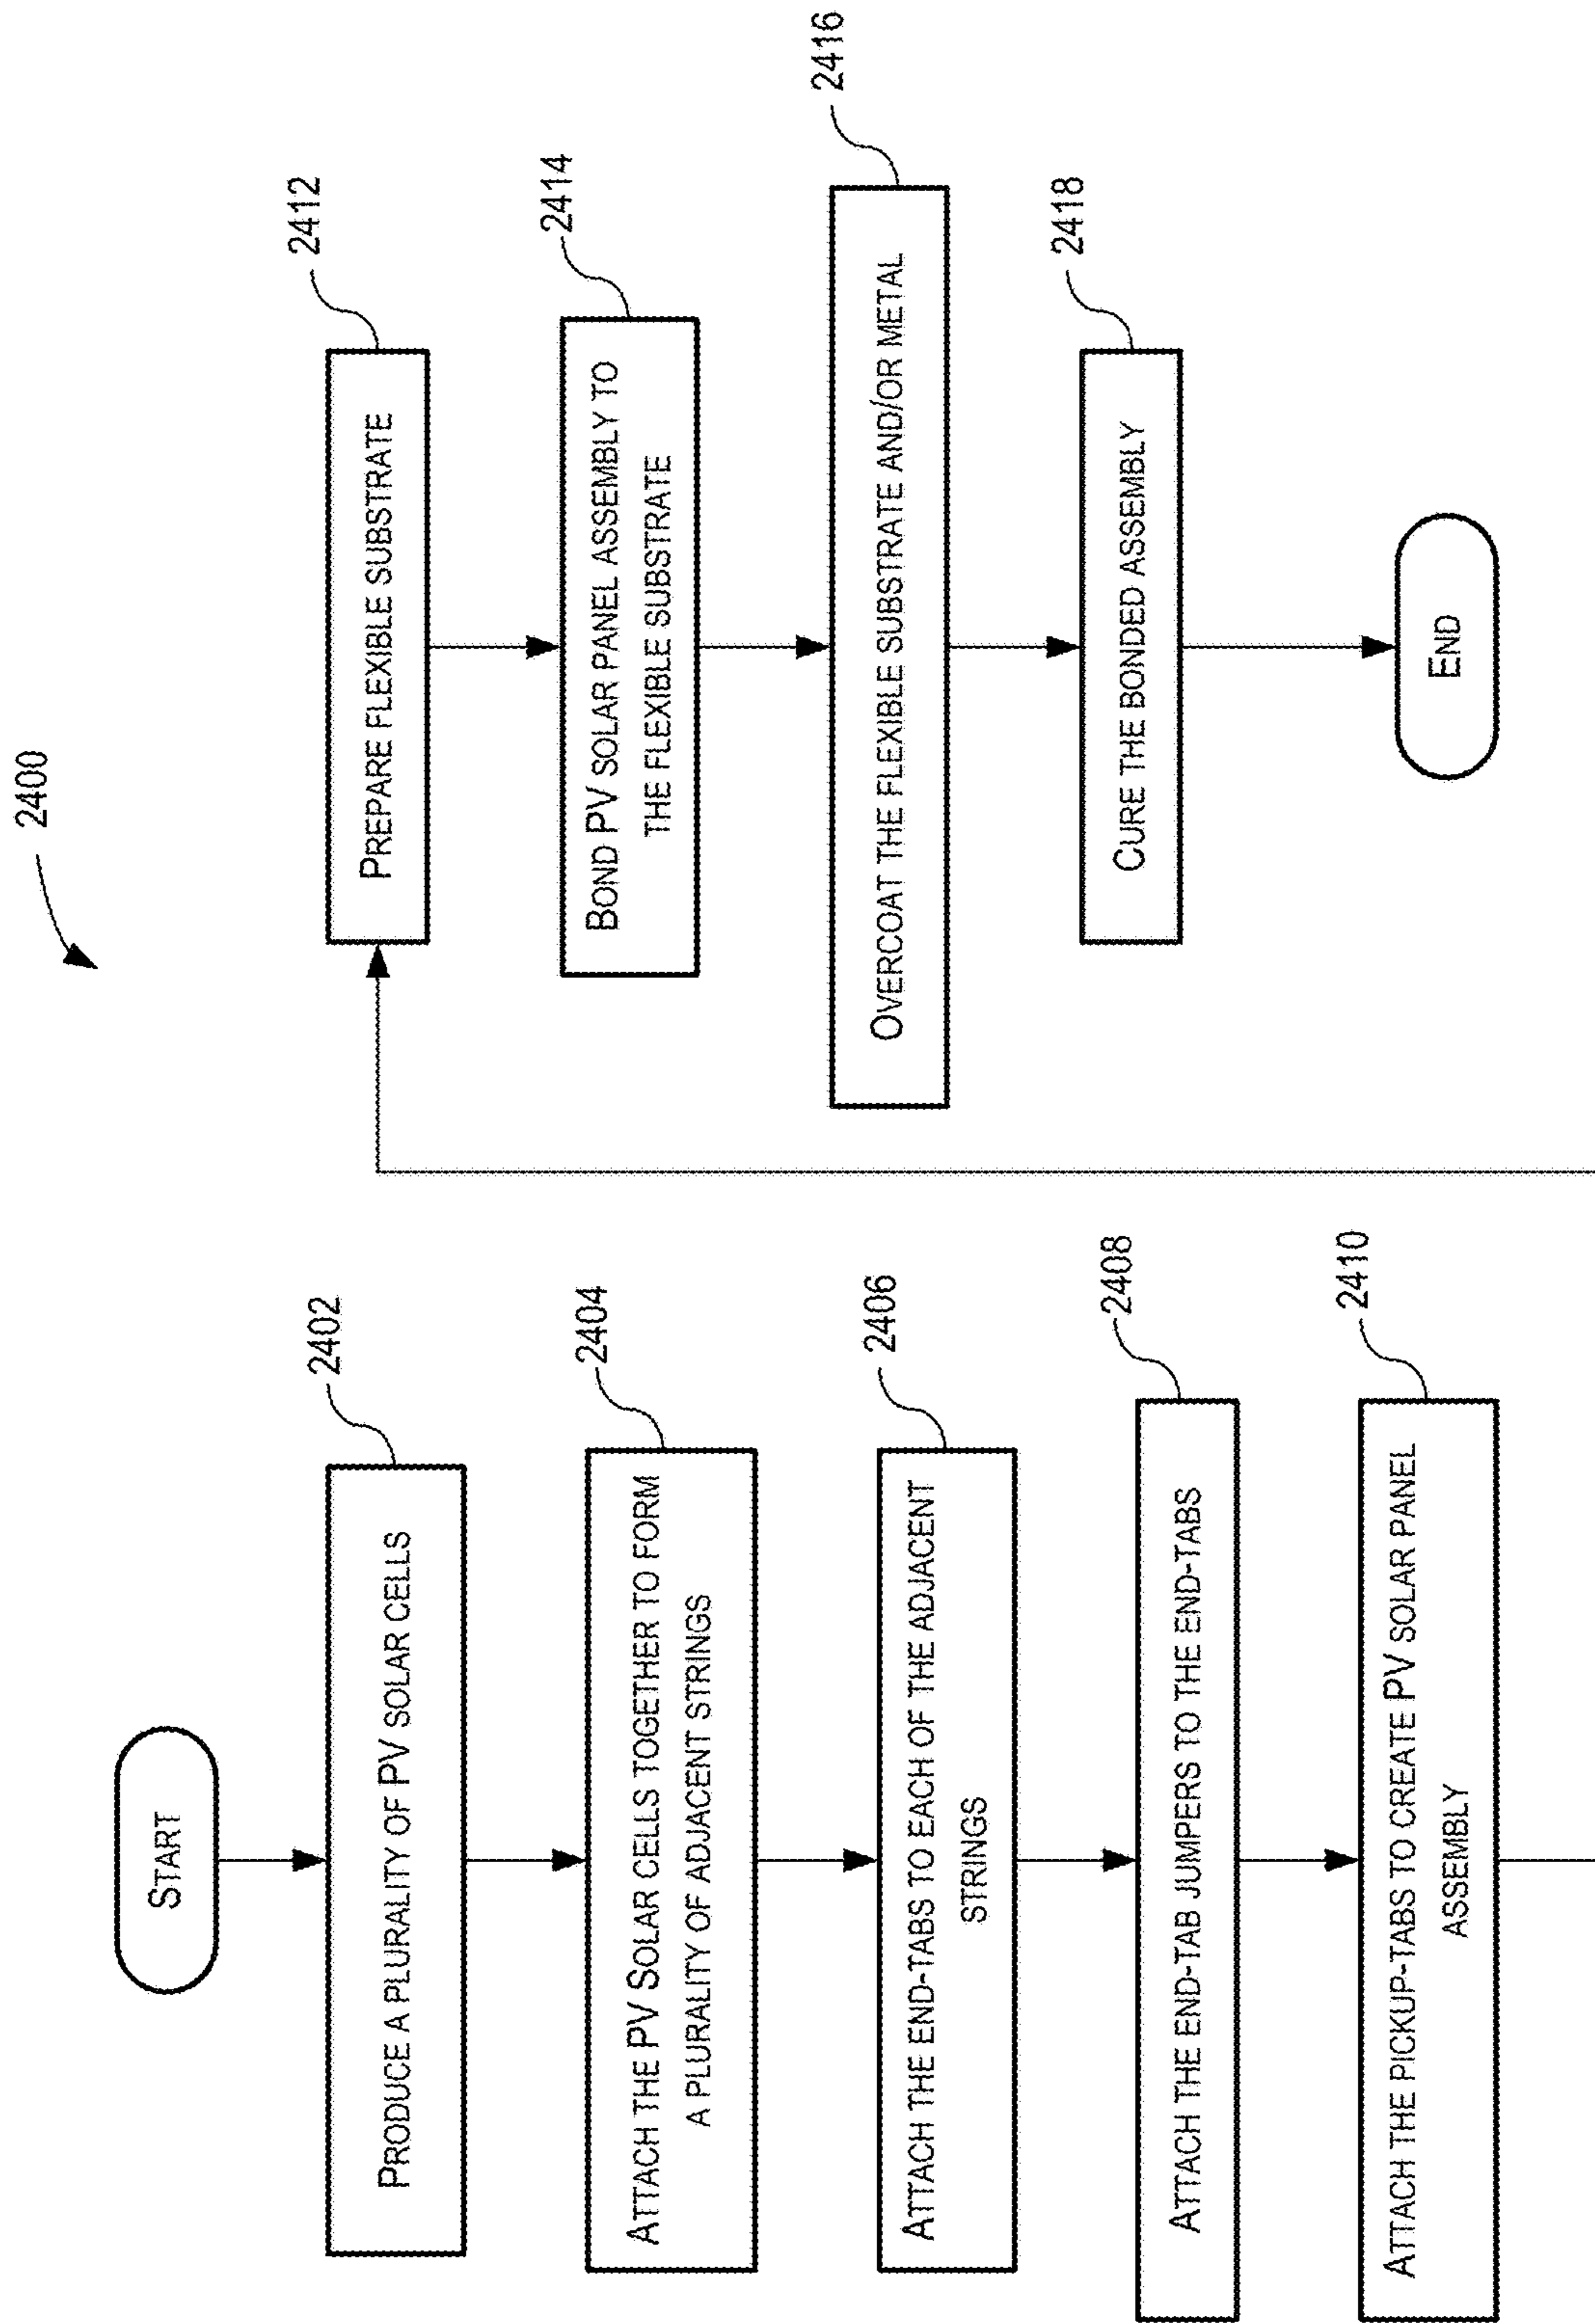 2400
START
PRODUCE A PLURALITY OF PV SOLAR CELLS
2402
ATTACH THE PV SOLAR CELLS TOGETHER TO FORM
A PLURALITY OF ADJACENT STRINGS
2404
ATTACH THE END-TABS TO EACH OF THE ADJACENT
STRINGS
2406
ATTACH THE END-TAB JUMPERS TO THE END-TABS
2408
ATTACH THE PICKUP-TABS TO CREATE PV SOLAR PANEL
ASSEMBLY
2410
PREPARE FLEXIBLE SUBSTRATE
2412
BOND PV SOLAR PANEL ASSEMBLY TO
THE FLEXIBLE SUBSTRATE
2414
OVERCOAT THE FLEXIBLE SUBSTRATE AND/OR METAL
2416
CURE THE BONDED ASSEMBLY
2418
END